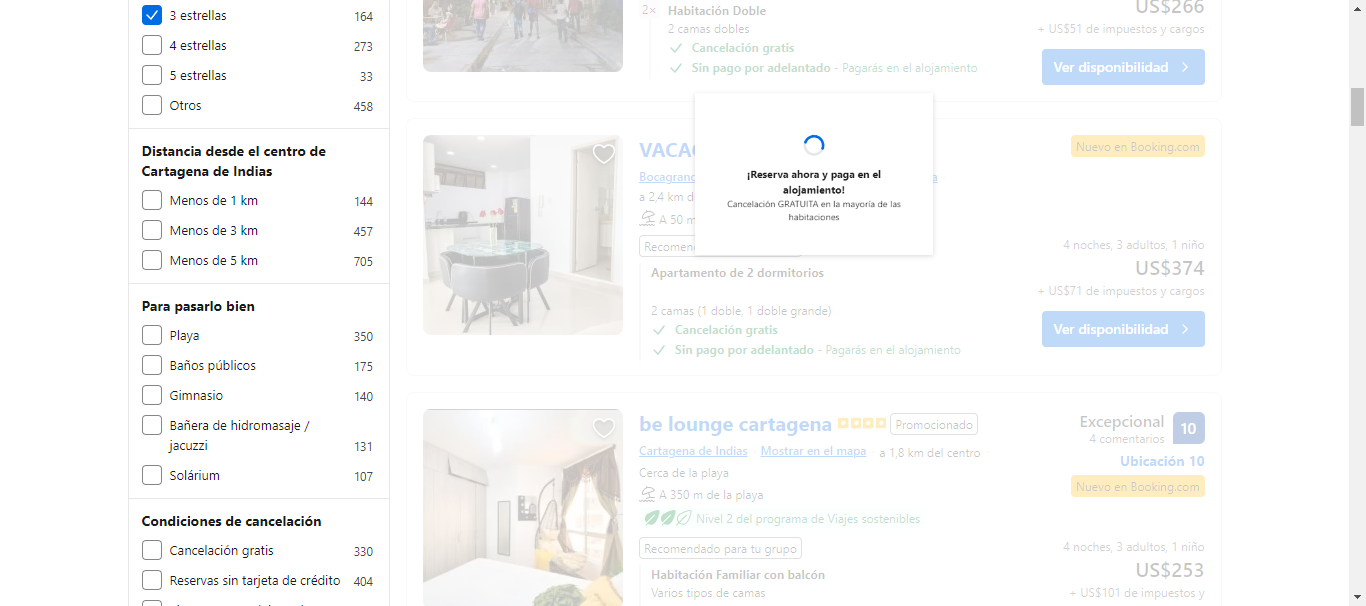 3 estrellas 164
4 estrellas 273
5 estrellas 33
Otros 458
Distancia desde el centro de
Cartagena de Indias
Menos de 1 km 144
Menos de 3 km 457
Menos de 5 km 705
Para pasarlo bien
Playa 350
Baños públicos 175
Gimnasio 140
Bañera de hidromasaje /
jacuzzi 131
Solárium 107
Condiciones de cancelación
Cancelación gratis 330
Reservas sin tarjeta de crédito 404
2× Habitación Doble
2 camas dobles
Cancelación gratis
Sin pago por adelantado - Pagarás en el alojamiento
US$266
+ US$51 de impuestos y cargos
Ver disponibilidad
¡Reserva ahora y paga en el
alojamiento!
Cancelación GRATUITA en la mayoría de las
habitaciones
Nuevo en Booking.com
a 2,4 km
A 50 m
Apartamento de 2 dormitorios
2 camas (1 doble, 1 doble grande)
Cancelación gratis
Sin pago por adelantado - Pagarás en el alojamiento
4 noches, 3 adultos, 1 niño
US$374
+ US$71 de impuestos y cargos
Ver disponibilidad
be lounge cartagena Promocionado
Cartagena de Indias Mostrar en el mapa a 1,8 km del centro
Cerca de la playa
A 350 m de la playa
Nivel 2 del programa de Viajes sostenibles
Recomendado para tu grupo
Habitación Familiar con balcón
Varios tipos de camas
Excepcional 10
4 comentarios
Ubicación 10
Nuevo en Booking.com
4 noches, 3 adultos, 1 niño
US$253
+ US$101 de impuestos y